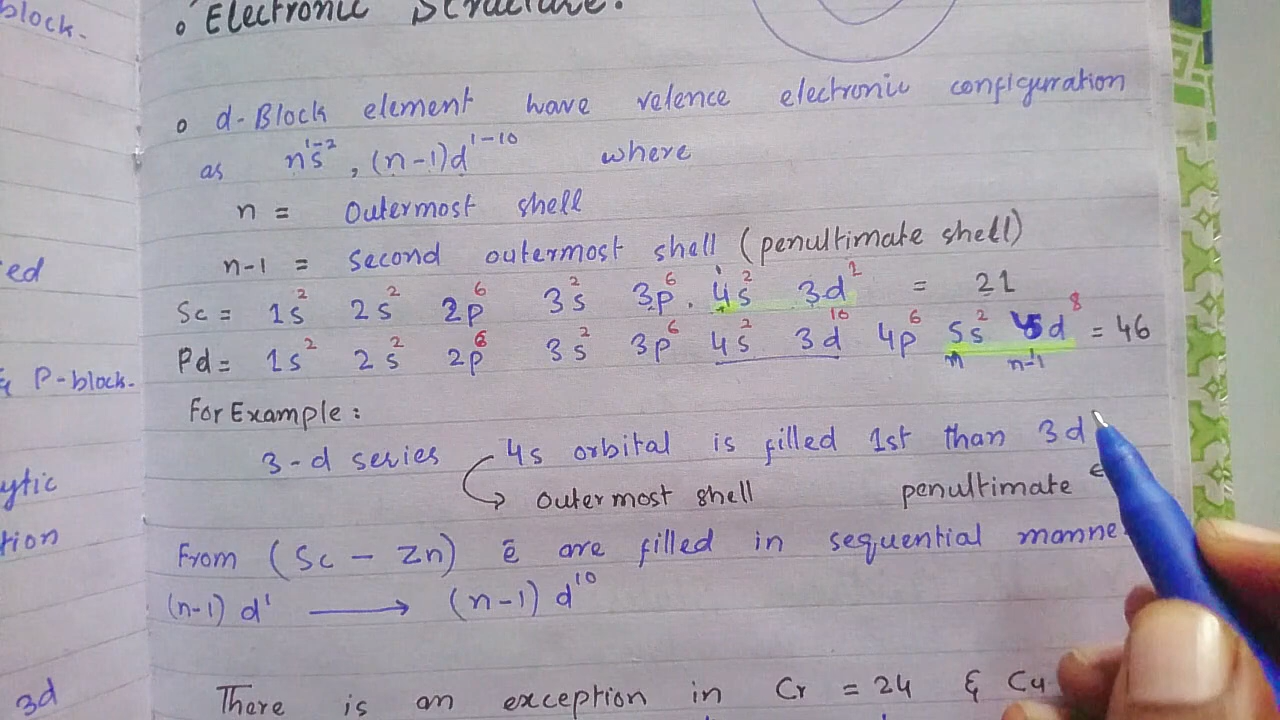 block.
• Electronic Structure:
• d-Block element have valence electronic configuration
as ns¹⁻², (n-1)d¹⁻¹⁰ where
n = Outermost shell
n-1 = second outermost shell (penultimate shell)
Sc = 1s² 2s² 2p⁶ 3s² 3p⁶. 4s² 3d¹ = 21
Pd = 1s² 2s² 2p⁶ 3s² 3p⁶ 4s² 3d¹⁰ 4p⁶ 5s² 4d⁸ = 46
n n-1
For Example:
3-d series 4s orbital is filled 1st than 3d
→ outermost shell penultimate
From (Sc - Zn) ē are filled in sequential manne
(n-1) d¹ → (n-1) d¹⁰
There is an exception in Cr = 24 & Cu
ed
& P-block.
ytic
tion
3d